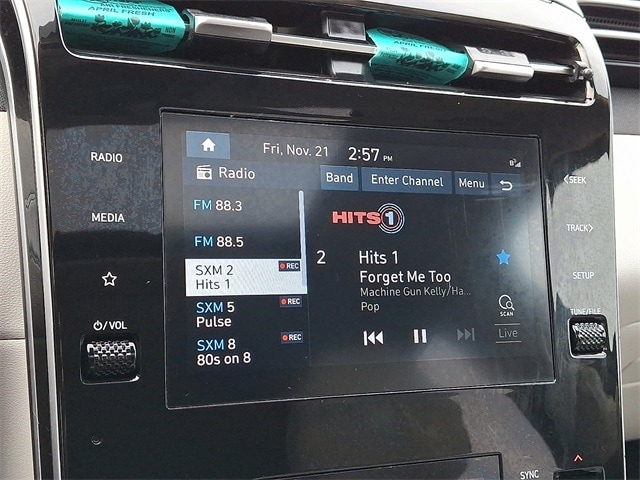 APRIL FRESH
APRIL FRESH
RADIO
MEDIA
/VOL
Fri, Nov. 21 2:57 PM
Radio
Band Enter Channel Menu
FM 88.3
FM 88.5
SXM 2 REC
Hits 1
SXM 5 REC
Pulse
SXM 8 REC
80s on 8
HITS1
2 Hits 1
Forget Me Too
Machine Gun Kelly/Ha...
Pop
SCAN
Live
<SEEK
TRACK>
SETUP
TUNE/FILE
SYNC